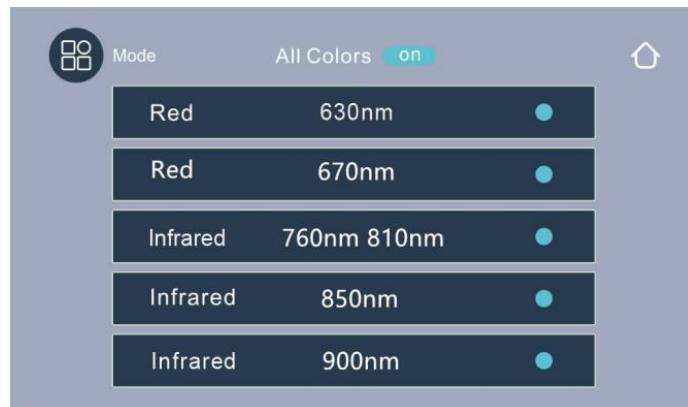 Mode All Colors on
Red 630nm
Red 670nm
Infrared 760nm 810nm
Infrared 850nm
Infrared 900nm